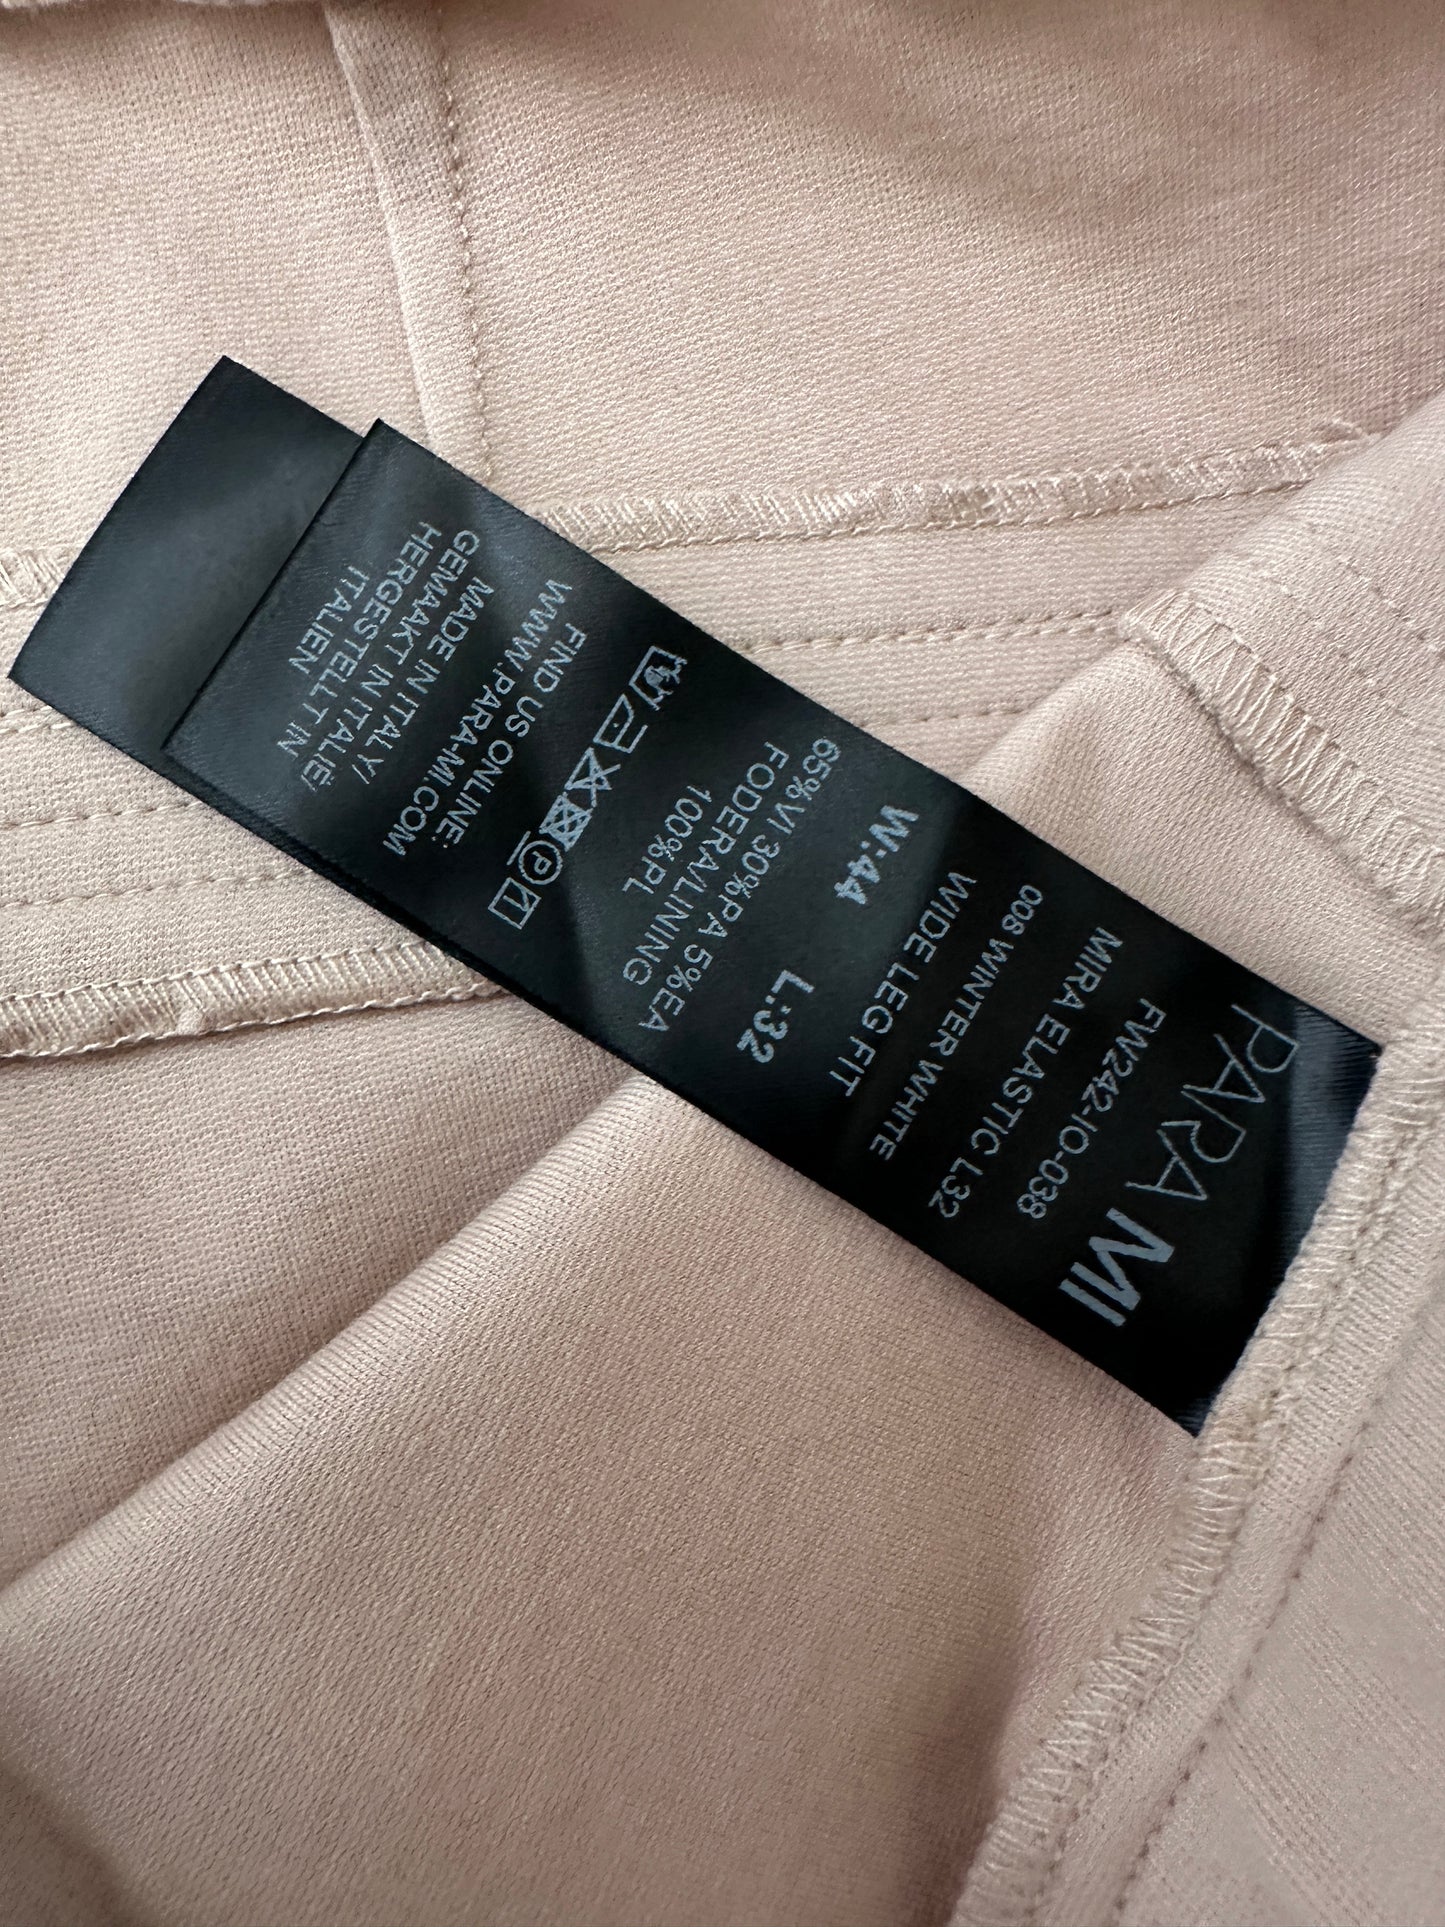 PARA MI
FW242-IO-038
MIRA ELASTIC L32
008 WINTER WHITE
WIDE LEG FIT
W:44 L:32
65%VI 30%PA 5%EA
FODERA/LINING
100%PL
FIND US ONLINE:
WWW.PARA-MI.COM
MADE IN ITALY/
GEMAAKT IN ITALIË/
HERGESTELLT IN
ITALIEN